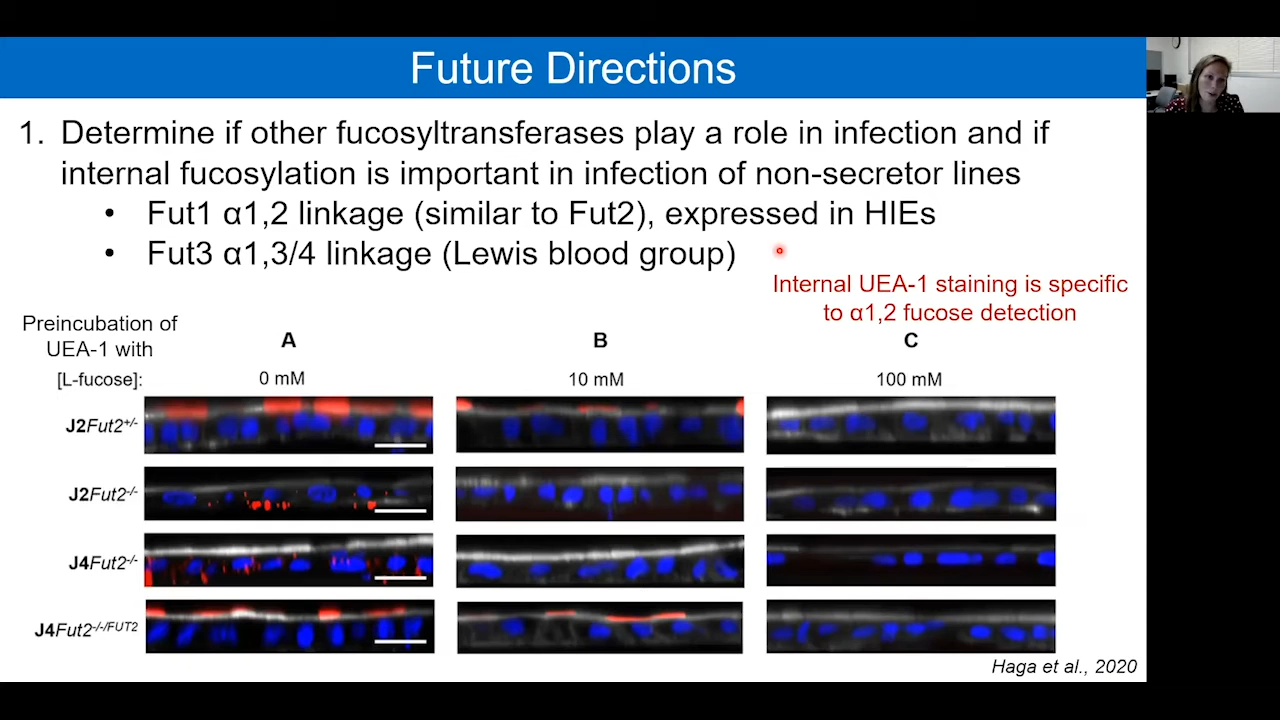 Future Directions
1. Determine if other fucosyltransferases play a role in infection and if
internal fucosylation is important in infection of non-secretor lines
• Fut1 α1,2 linkage (similar to Fut2), expressed in HIEs
• Fut3 α1,3/4 linkage (Lewis blood group)
Internal UEA-1 staining is specific
to α1,2 fucose detection
Preincubation of
UEA-1 with
[L-fucose]:
A
B
C
0 mM
10 mM
100 mM
J2Fut2+/-
J2Fut2-/-
J4Fut2-/-
J4Fut2-/-/FUT2
Haga et al., 2020